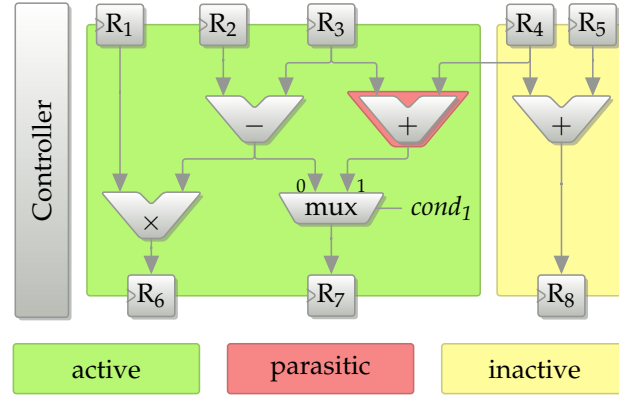 Controller
R1 R2 R3 R4 R5
− + +
0 1
× mux cond1
R6 R7 R8
active parasitic inactive